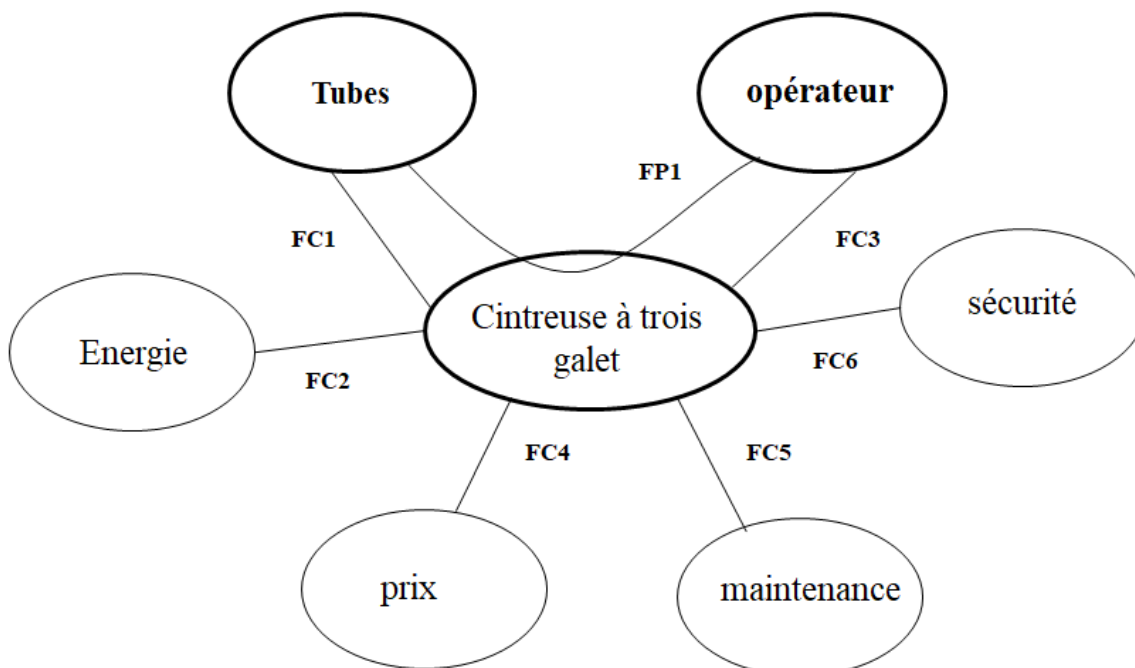 Tubes
opérateur
FP1
FC1
FC3
sécurité
Cintreuse à trois
galet
Energie
FC6
FC2
FC4
FC5
prix
maintenance